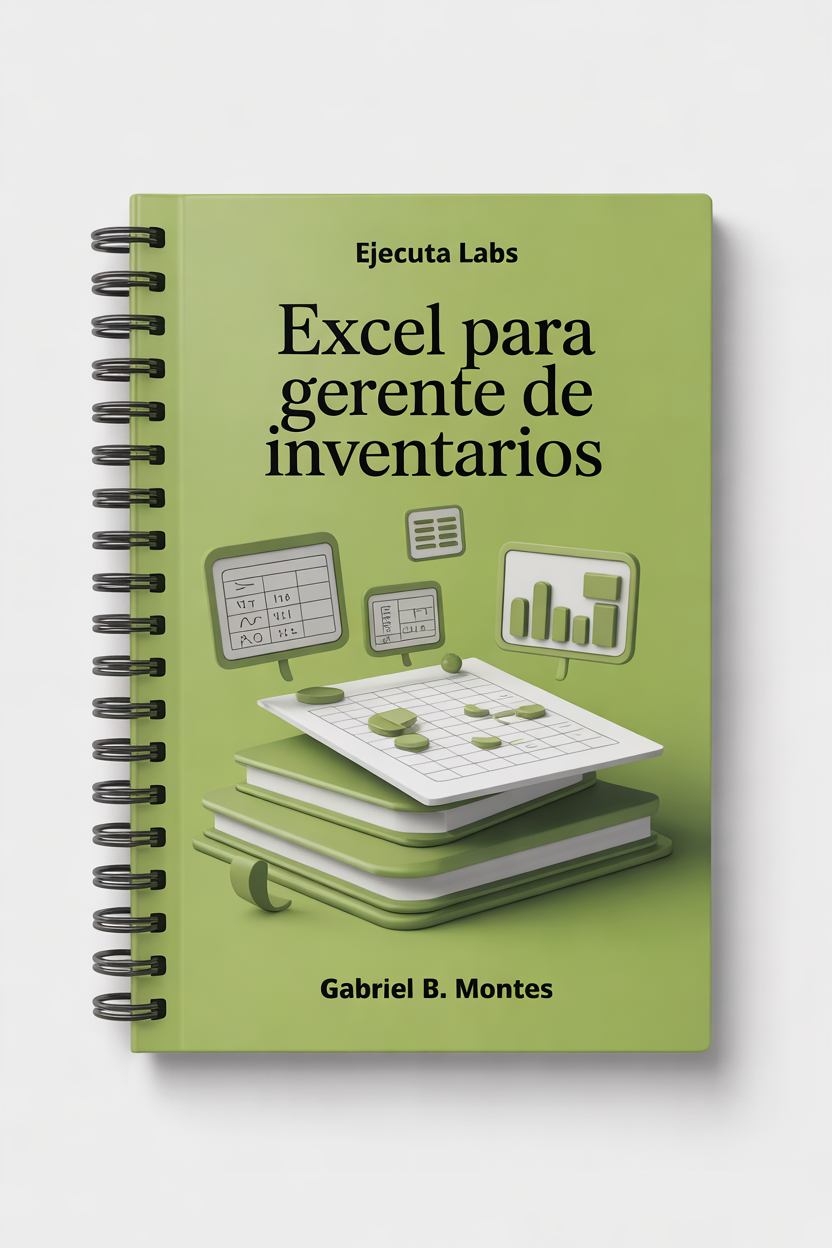 Ejecuta Labs
Excel para
gerente de
inventarios
Gabriel B. Montes